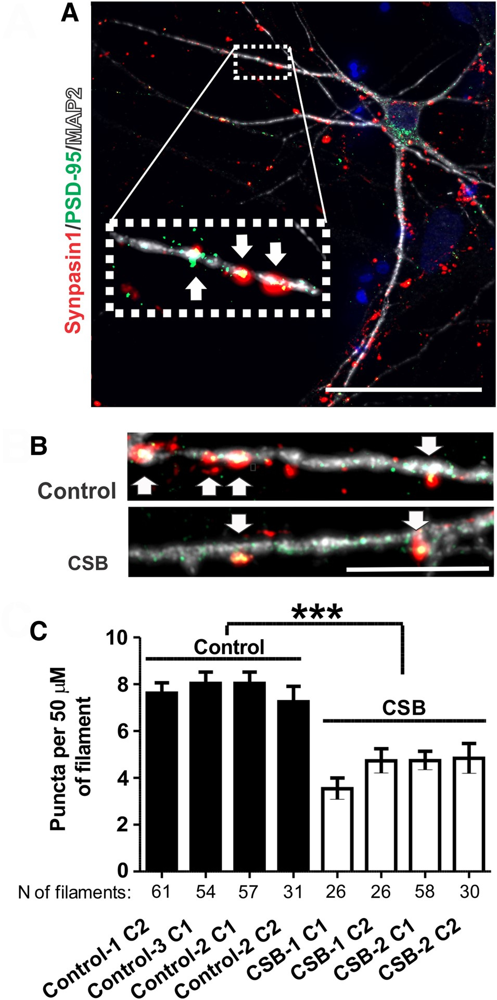 A
Synpasin1/PSD-95/MAP2
B
Control
CSB
C
***
Control
CSB
Puncta per 50 µM
of filament
10
8
6
4
2
0
N of filaments: 61 54 57 31 26 26 58 30
Control-1 C2
Control-3 C1
Control-2 C1
Control-2 C2
CSB-1 C1
CSB-1 C2
CSB-2 C1
CSB-2 C2